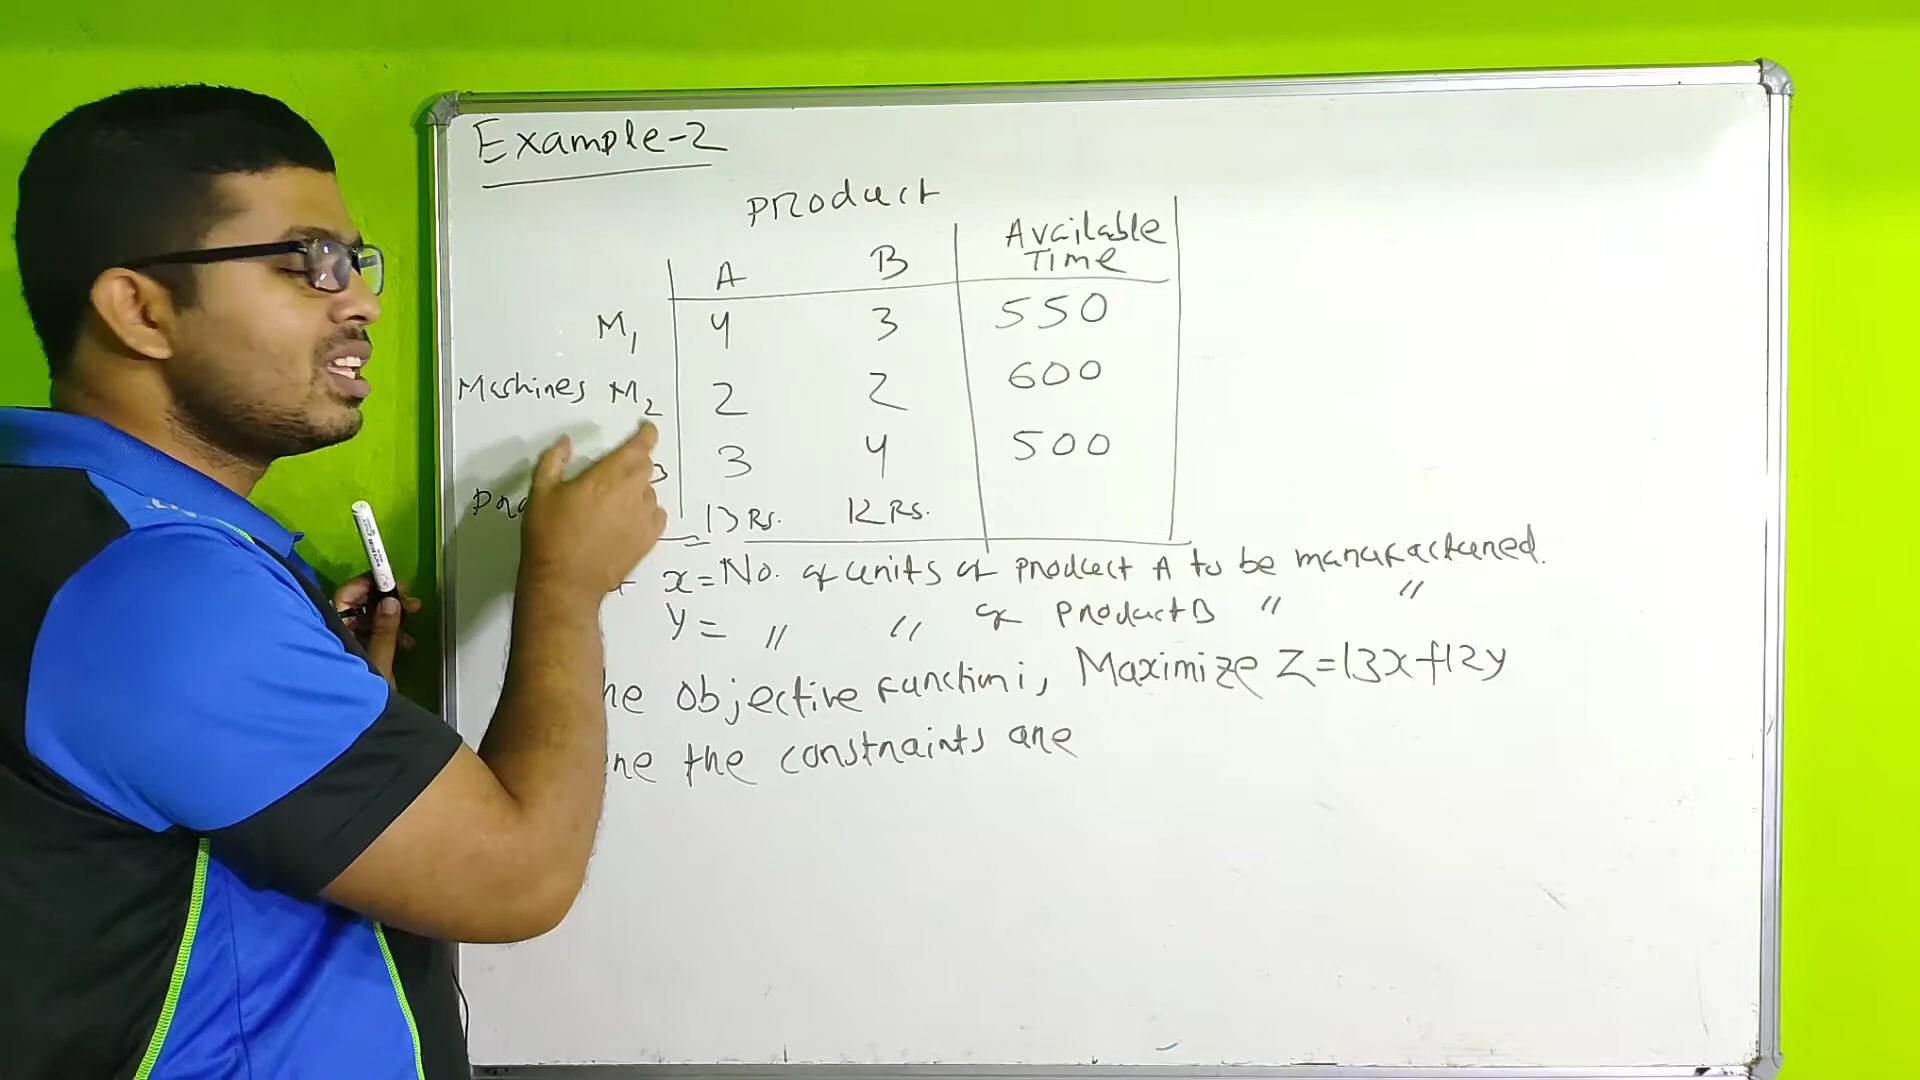 Example-2
Product
A B Available Time
M1 4 3 550
Machines M2 2 2 600
3 3 4 500
13 Rs. 12 Rs.
x = No. of units of product A to be manufactured.
y = " " of product B " "
he objective function, Maximize Z = 13x + 12y
the constraints are